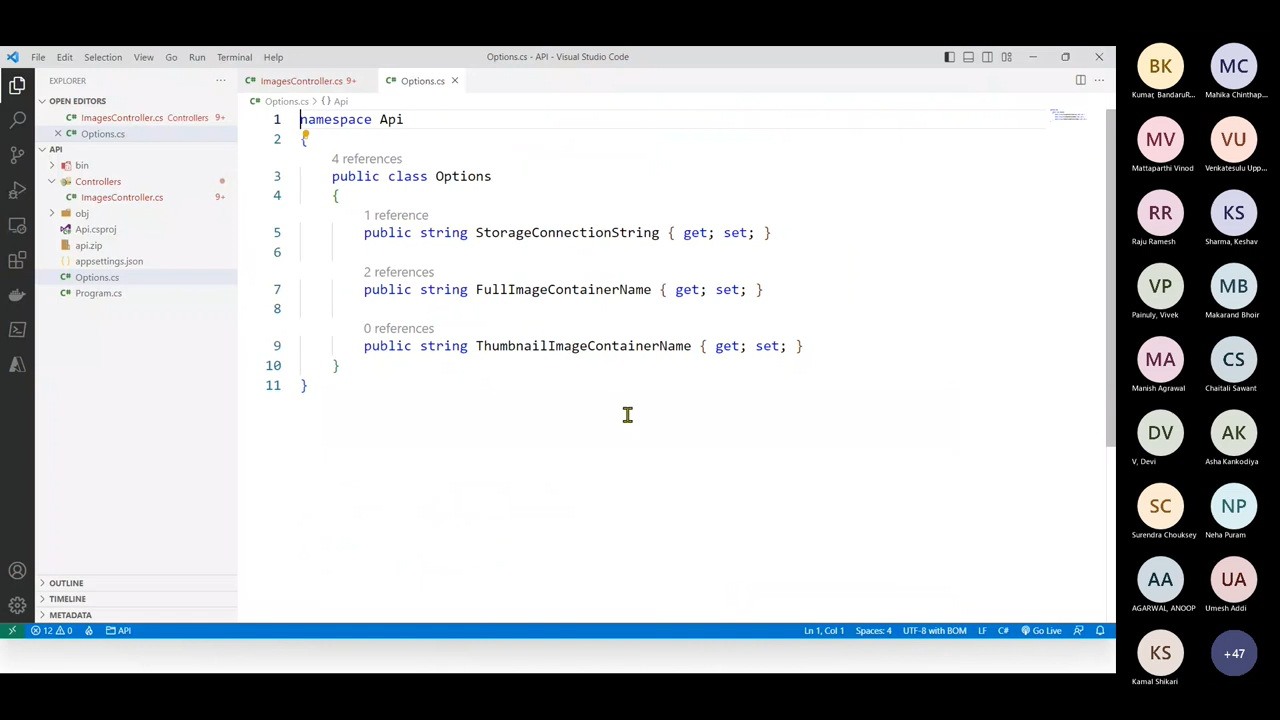 File Edit Selection View Go Run Terminal Help
Options.cs - API - Visual Studio Code
EXPLORER
OPEN EDITORS
ImagesController.cs Controllers 9+
Options.cs
API
bin
Controllers
ImagesController.cs 9+
obj
Api.csproj
api.zip
appsettings.json
Options.cs
Program.cs
OUTLINE
TIMELINE
METADATA
ImagesController.cs 9+
Options.cs
Options.cs > {} Api
1 namespace Api
2 {
4 references
3 public class Options
4 {
1 reference
5 public string StorageConnectionString { get; set; }
6
2 references
7 public string FullImageContainerName { get; set; }
8
0 references
9 public string ThumbnailImageContainerName { get; set; }
10 }
11 }
12 0 API
Ln 1, Col 1 Spaces: 4 UTF-8 with BOM LF C# Go Live
BK MC
Kumar, BandaruR... Mahika Chinthap...
MV VU
Mattaparthi Vinod Venkatesulu Upp...
RR KS
Raju Ramesh Sharma, Keshav
VP MB
Painuly, Vivek Makarand Bhoir
MA CS
Manish Agrawal Chaitali Sawant
DV AK
V, Devi Asha Kankodiya
SC NP
Surendra Chouksey Neha Puram
AA UA
AGARWAL, ANOOP Umesh Addi
KS +47
Kamal Shikari